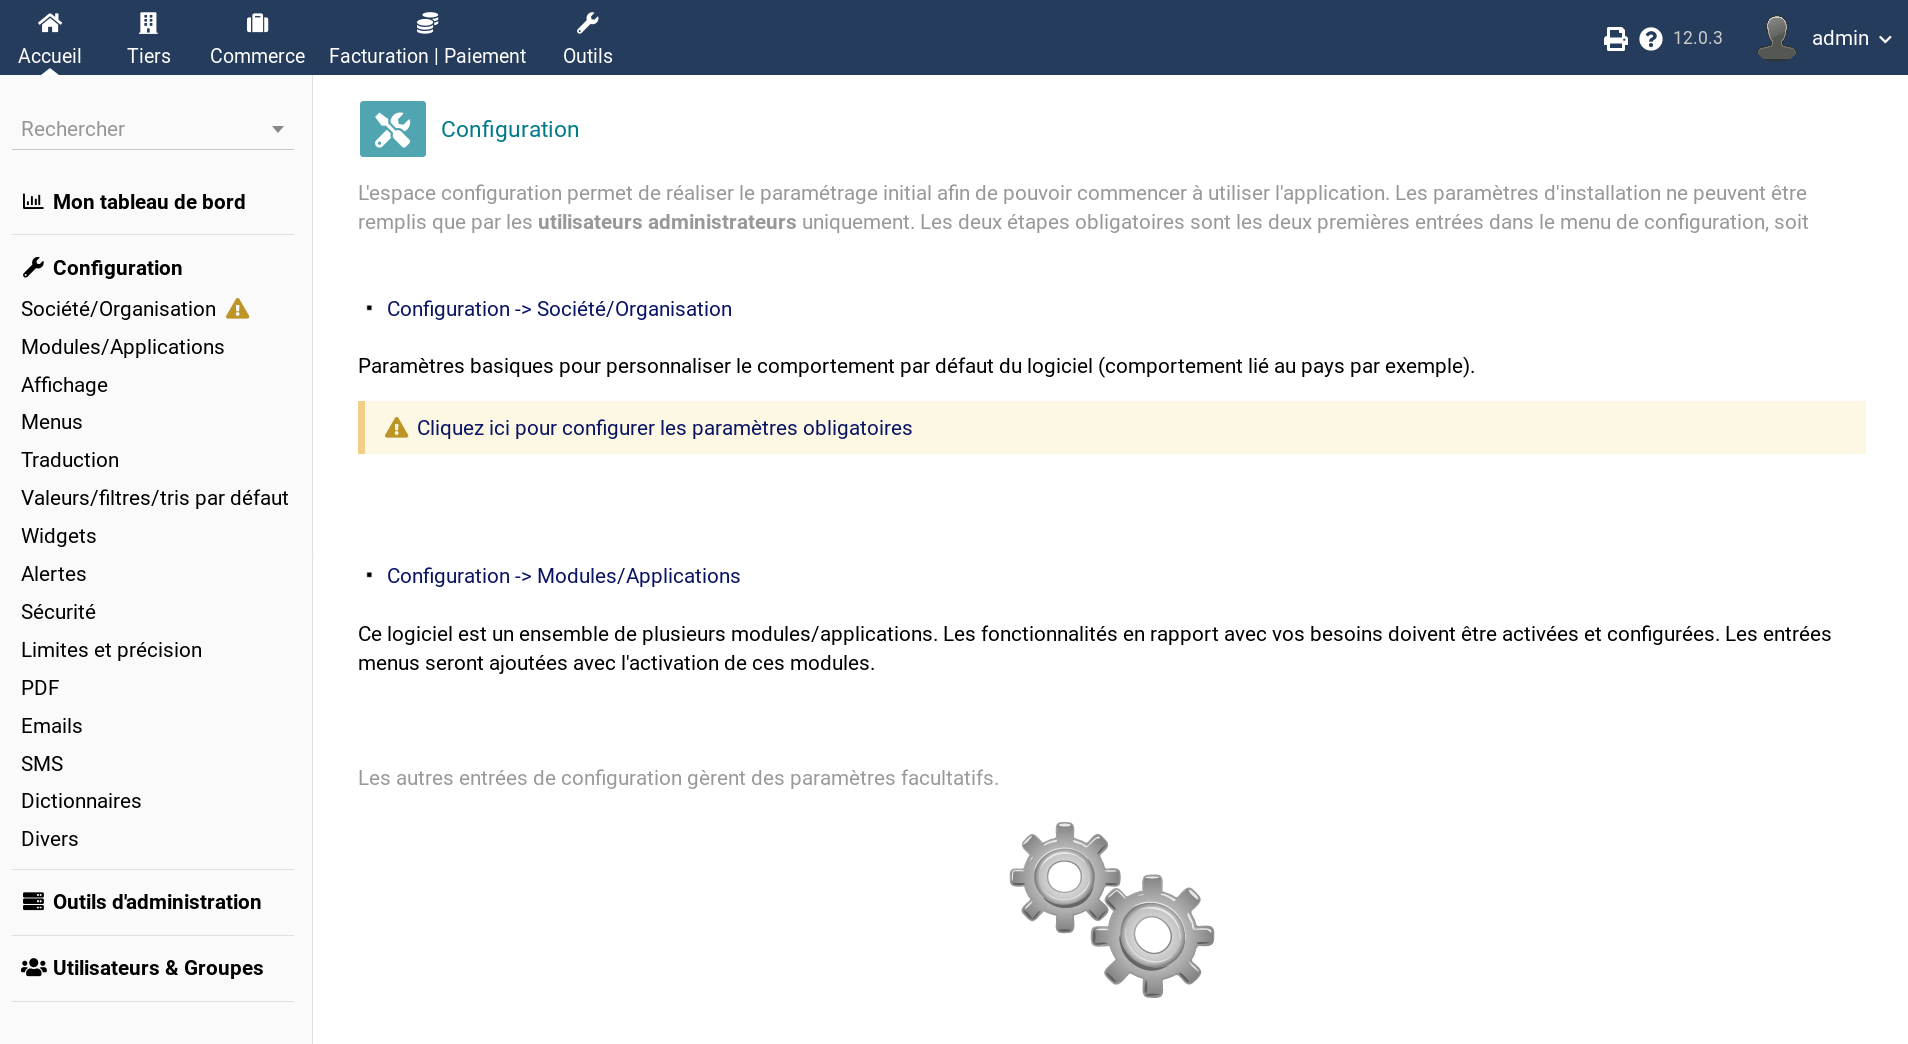 Accueil
Tiers
Commerce
Facturation | Paiement
Outils
12.0.3
admin
Rechercher
Mon tableau de bord
Configuration
Société/Organisation
Modules/Applications
Affichage
Menus
Traduction
Valeurs/filtres/tris par défaut
Widgets
Alertes
Sécurité
Limites et précision
PDF
Emails
SMS
Dictionnaires
Divers
Outils d'administration
Utilisateurs & Groupes
Configuration
L'espace configuration permet de réaliser le paramétrage initial afin de pouvoir commencer à utiliser l'application. Les paramètres d'installation ne peuvent être
remplis que par les utilisateurs administrateurs uniquement. Les deux étapes obligatoires sont les deux premières entrées dans le menu de configuration, soit
▪ Configuration -> Société/Organisation
Paramètres basiques pour personnaliser le comportement par défaut du logiciel (comportement lié au pays par exemple).
Cliquez ici pour configurer les paramètres obligatoires
▪ Configuration -> Modules/Applications
Ce logiciel est un ensemble de plusieurs modules/applications. Les fonctionnalités en rapport avec vos besoins doivent être activées et configurées. Les entrées
menus seront ajoutées avec l'activation de ces modules.
Les autres entrées de configuration gèrent des paramètres facultatifs.